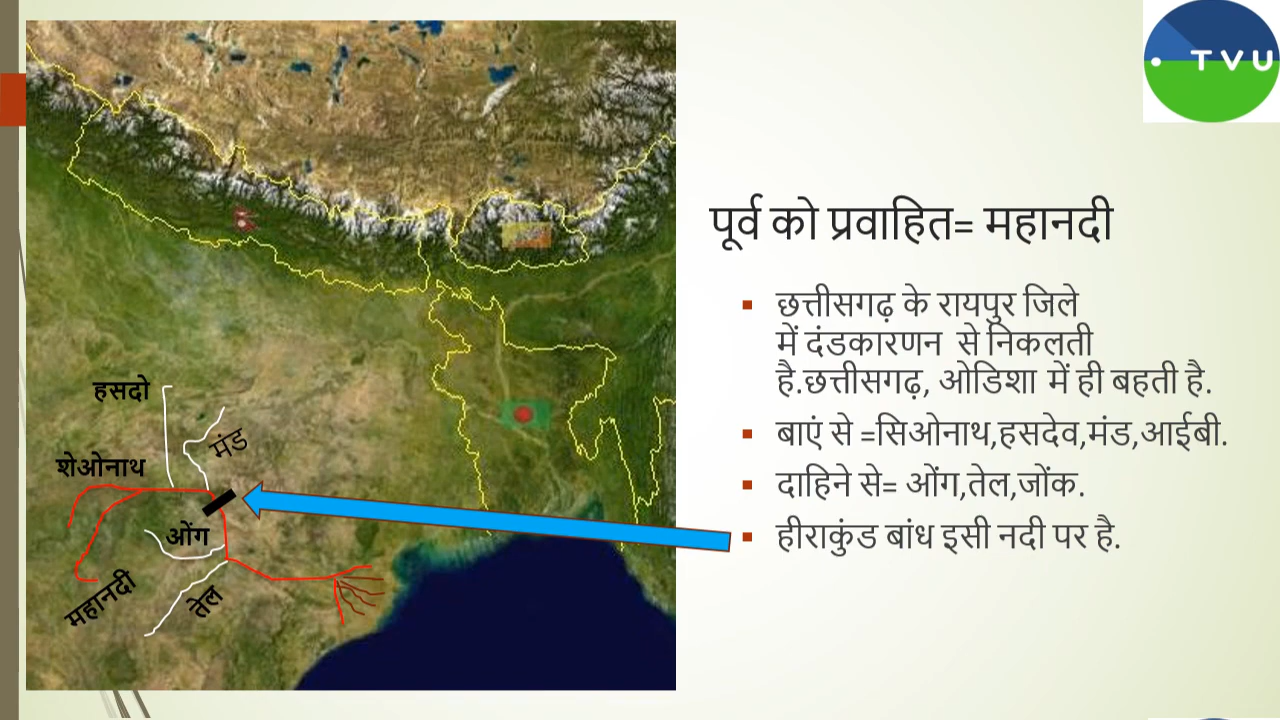 TVU
पूर्व को प्रवाहित= महानदी
छत्तीसगढ़ के रायपुर जिले
में दंडकारणन से निकलती
है.छत्तीसगढ़, ओडिशा में ही बहती है.
बाएं से =सिओनाथ,हसदेव,मंड,आईबी.
दाहिने से= ओंग,तेल,जोंक.
हीराकुंड बांध इसी नदी पर है.
हसदो
मंड
शेओनाथ
ओंग
महानदी
तेल